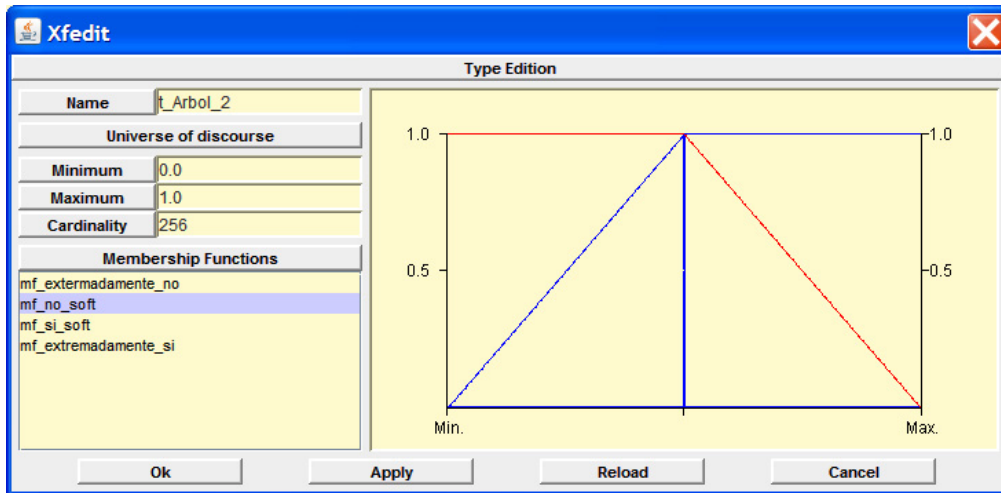 Xfedit
Type Edition
Name t_Arbol_2
Universe of discourse
Minimum 0.0
Maximum 1.0
Cardinality 256
Membership Functions
mf_extermadamente_no
mf_no_soft
mf_si_soft
mf_extremadamente_si
1.0 1.0
0.5 0.5
Min. Max.
Ok Apply Reload Cancel